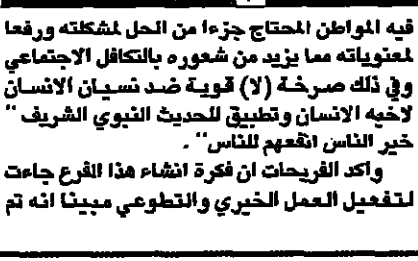 فيه المواطن المحتاج جزءا من الحل لمشكلته ورفعا
لمعنوياته مما يزيد من شعوره بالتكافل الاجتماعي
وفي ذلك صرخة (لا) قوية ضد نسيان الانسان
لاخيه الانسان وتطبيق للحديث النبوي الشريف "
خير الناس انفعهم للناس" .
واكد الفريحات ان فكرة انشاء هذا الفرع جاءت
لتفعيل العمل الخيري والتطوعي مبينا انه تم